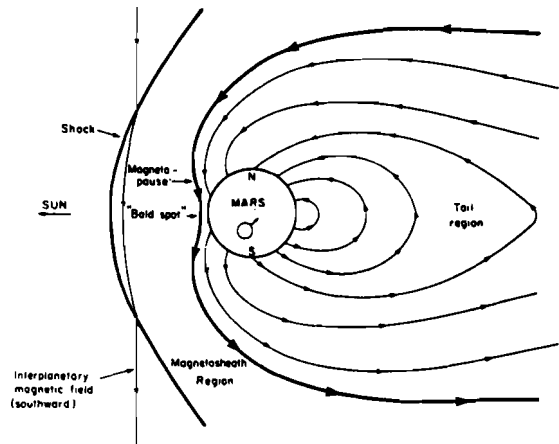 Shock
Magneto-
pause
SUN
"Bald spot"
N
MARS
S
Tail
region
Magnetosheath
Region
Interplanetary
magnetic field
(southward)